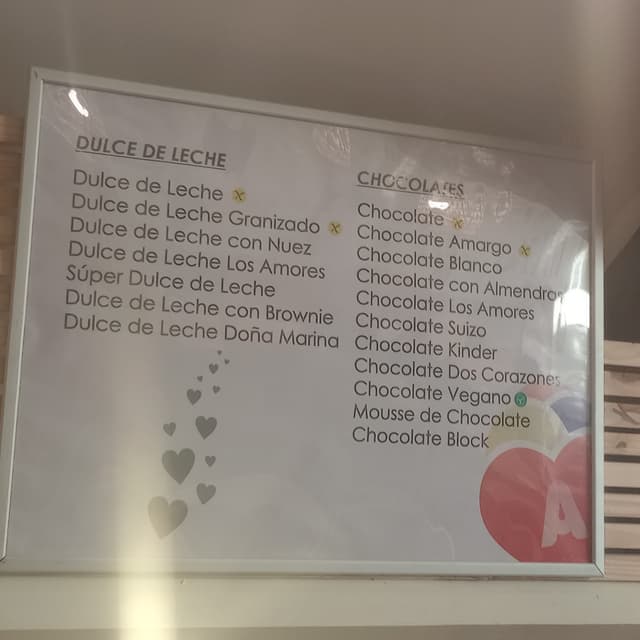 DULCE DE LECHE
Dulce de Leche
Dulce de Leche Granizado
Dulce de Leche con Nuez
Dulce de Leche Los Amores
Súper Dulce de Leche
Dulce de Leche con Brownie
Dulce de Leche Doña Marina
CHOCOLATES
Chocolate
Chocolate Amargo
Chocolate Blanco
Chocolate con Almendras
Chocolate Los Amores
Chocolate Suizo
Chocolate Kinder
Chocolate Dos Corazones
Chocolate Vegano
Mousse de Chocolate
Chocolate Block
A